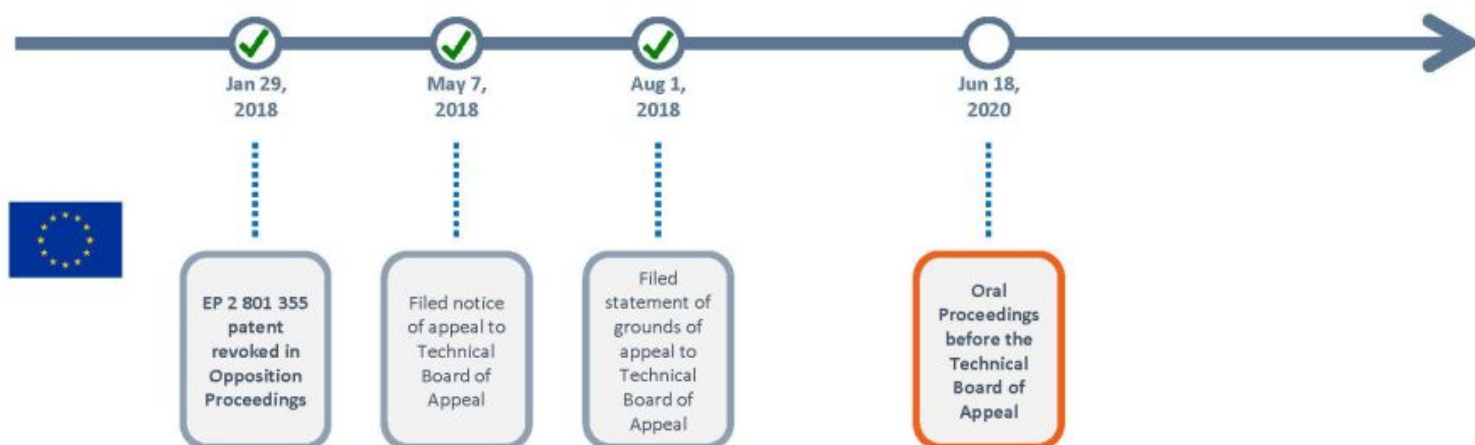 Jan 29,
2018
May 7,
2018
Aug 1,
2018
Jun 18,
2020
EP 2 801 355
patent
revoked in
Opposition
Proceedings
Filed notice
of appeal to
Technical
Board of
Appeal
Filed
statement of
grounds of
appeal to
Technical
Board of
Appeal
Oral
Proceedings
before the
Technical
Board of
Appeal